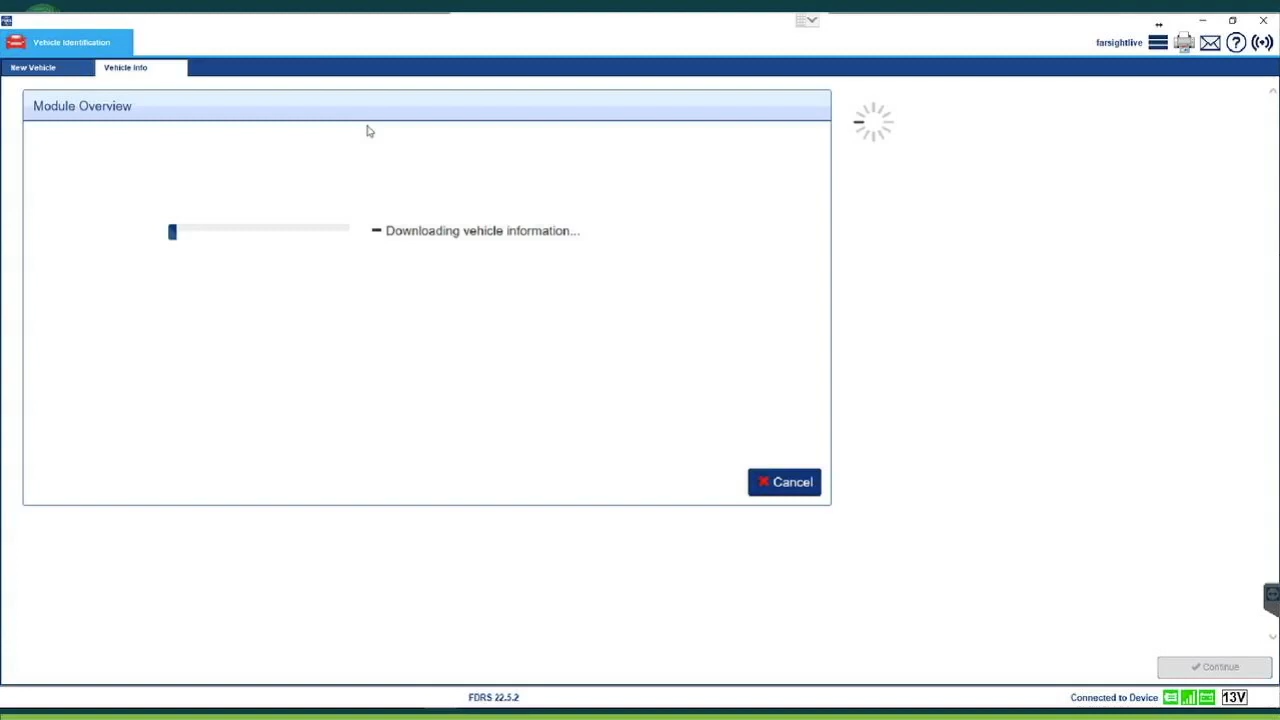 Vehicle Identification
farsightlive
New Vehicle
Vehicle Info
Module Overview
Downloading vehicle information...
Cancel
Continue
FDRS 22.5.2
Connected to Device
13V